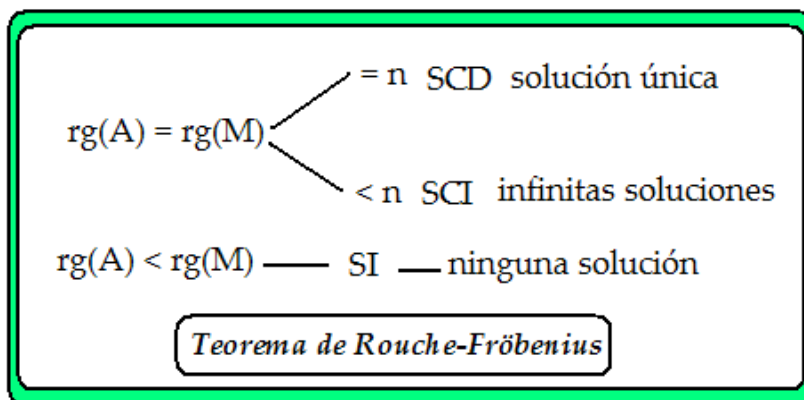 = n SCD solución única
rg(A) = rg(M)
< n SCI infinitas soluciones
rg(A) < rg(M) — SI — ninguna solución
Teorema de Rouche-Fröbenius